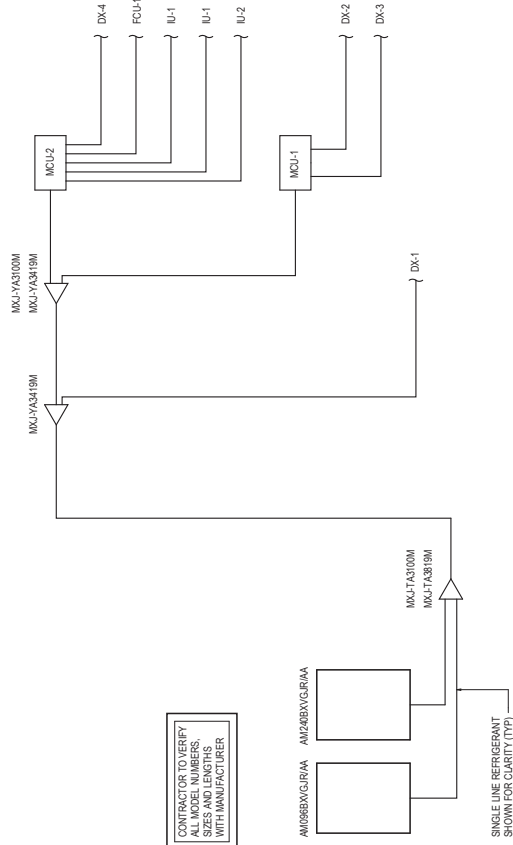 DX-4
FCU-1
IU-1
IU-1
IU-2
MCU-2
DX-2
DX-3
MCU-1
MXJ-YA3100M
MXJ-YA3419M
DX-1
MXJ-YA3419M
MXJ-TA3100M
MXJ-TA3819M
AM240BXVGJR/AA
AM096BXVGJR/AA
CONTRACTOR TO VERIFY
ALL MODEL NUMBERS,
SIZES AND LENGTHS
WITH MANUFACTURER
SINGLE LINE REFRIGERANT
SHOWN FOR CLARITY (TYP)